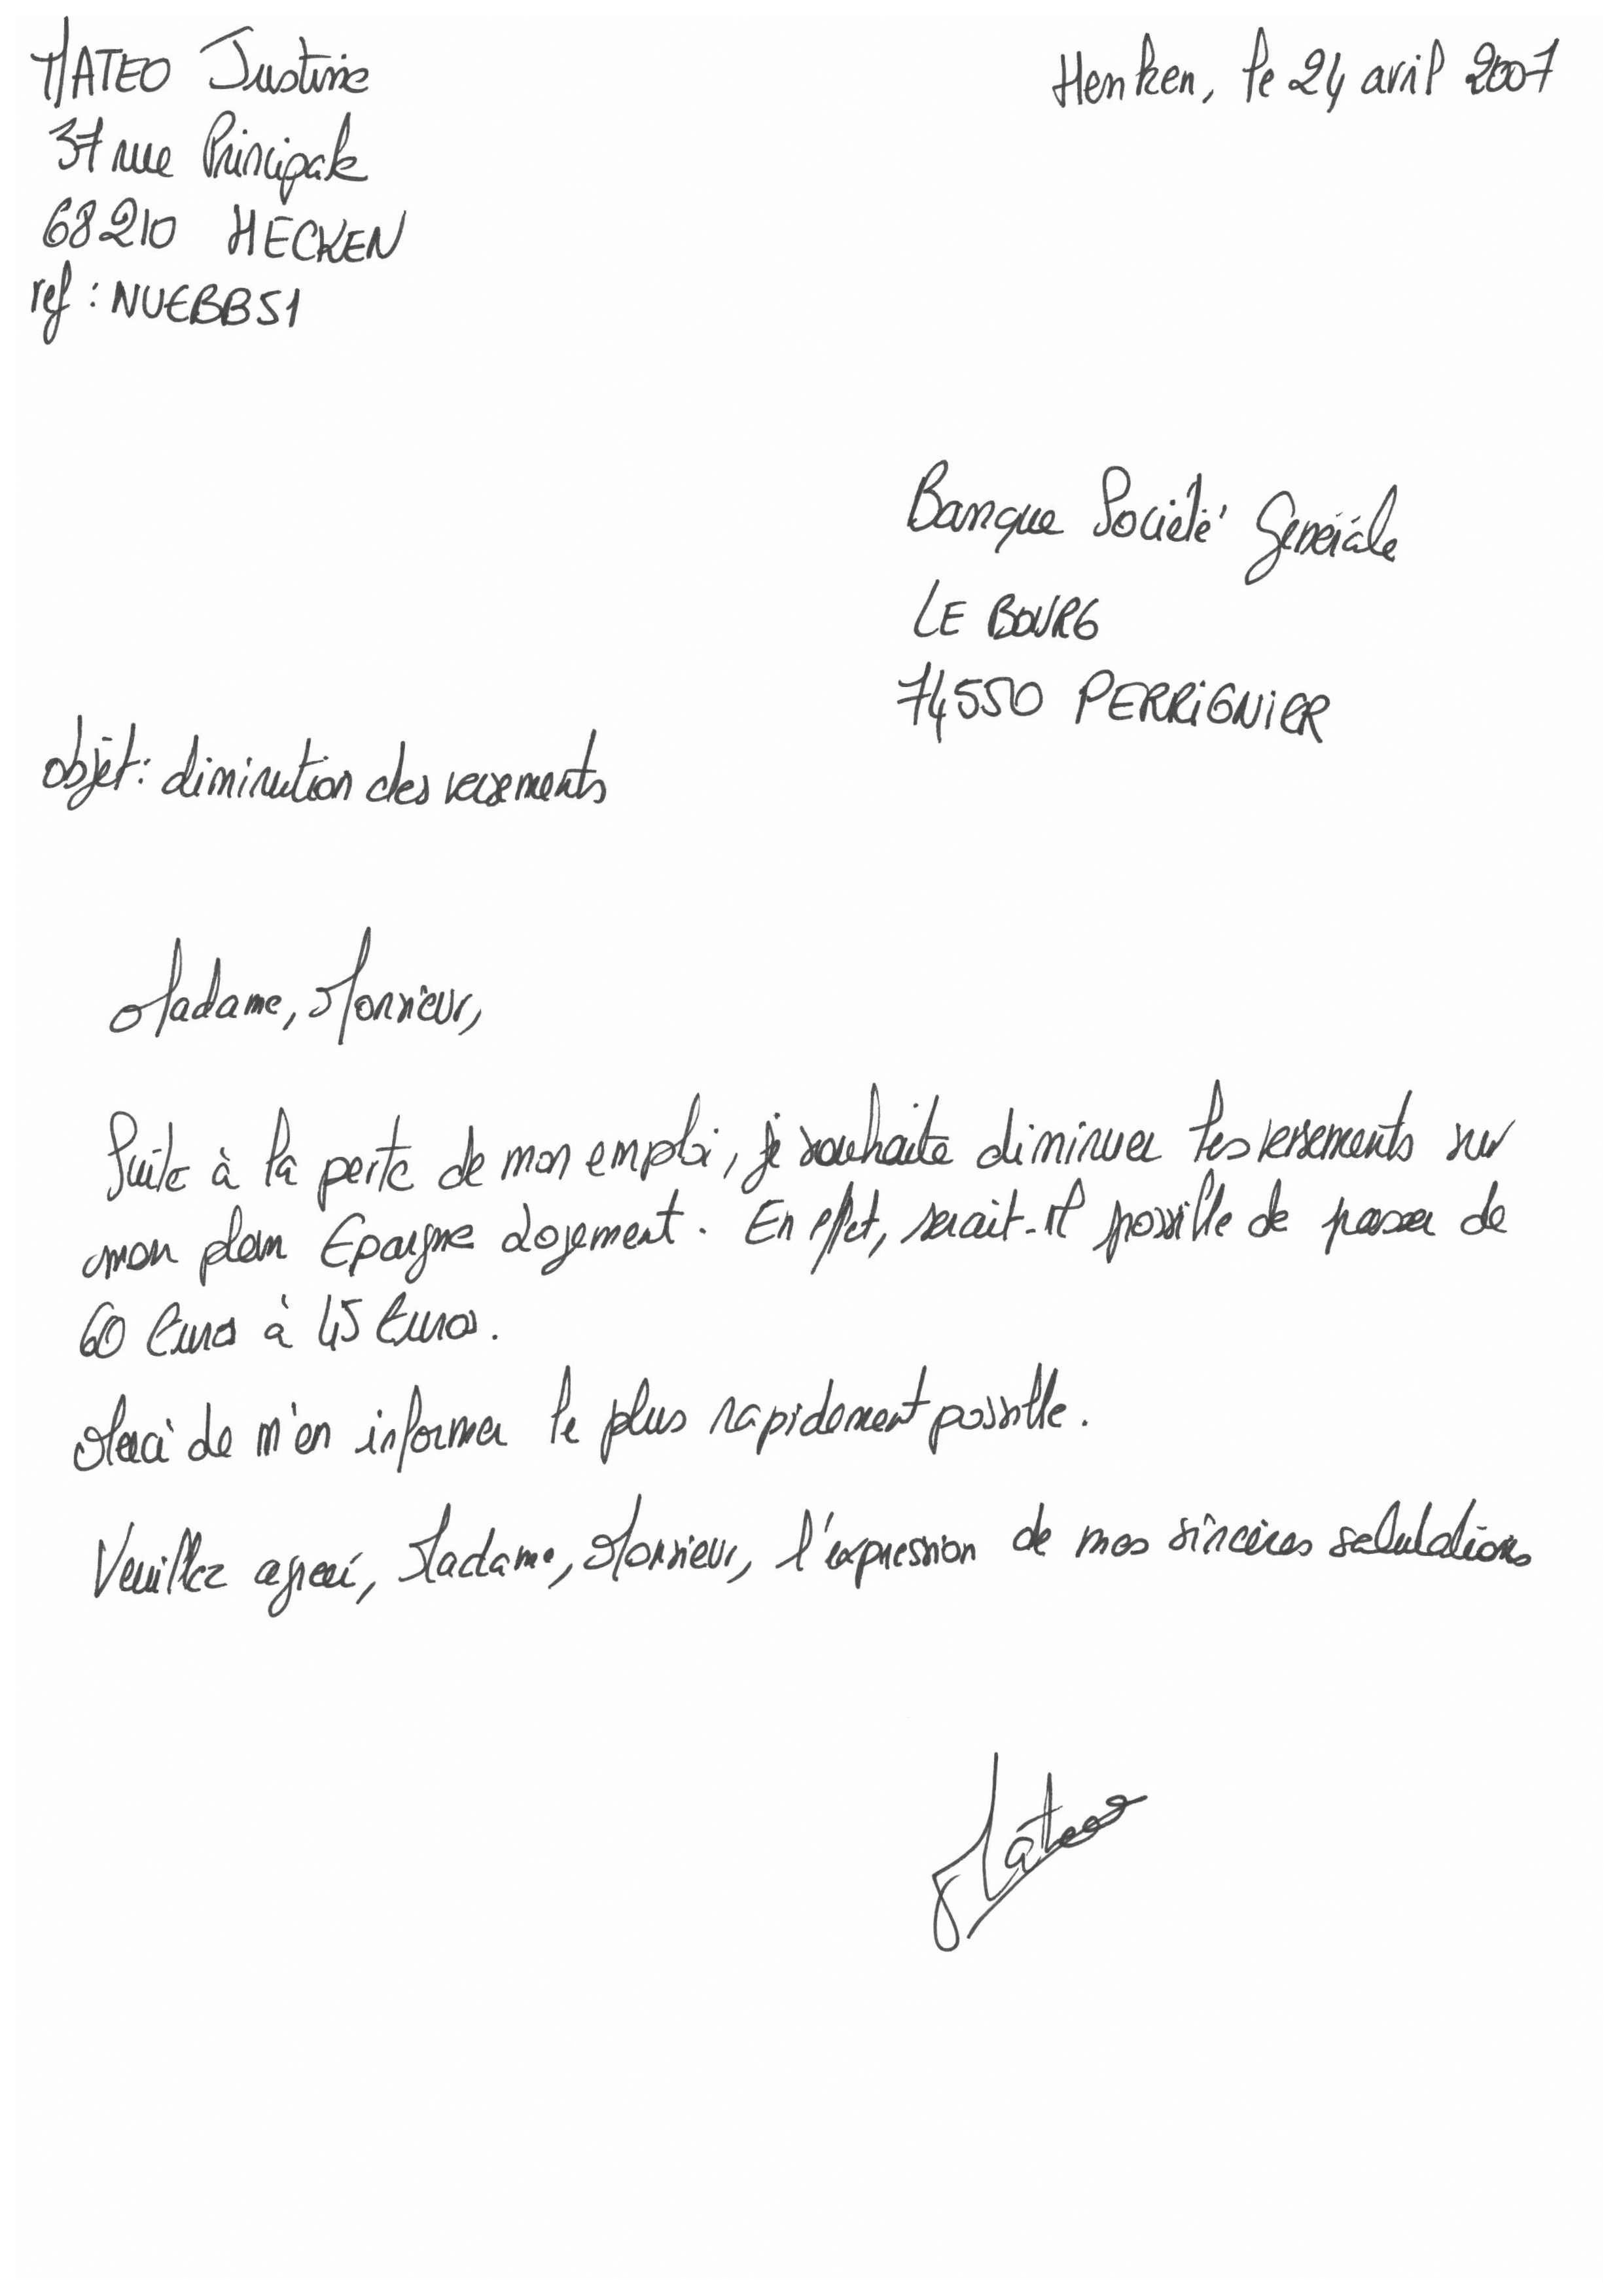 MATEO Justine
37 rue Principale
68210 HECKEN
ref : NUEBB51
Henken, le 24 avril 2007
Banque Société Générale
LE BOURG
74550 PERRIGNIER
objet : diminution des versements
Madame, Monsieur,
Suite à la perte de mon emploi, je souhaite diminuer les versements sur
mon plan Epargne Logement. En effet, serait-il possible de passer de
60 Euros à 45 Euros.
Merci de m'en informer le plus rapidement possible.
Veuillez agréer, Madame, Monsieur, l'expression de mes sincères salutations
Mateo